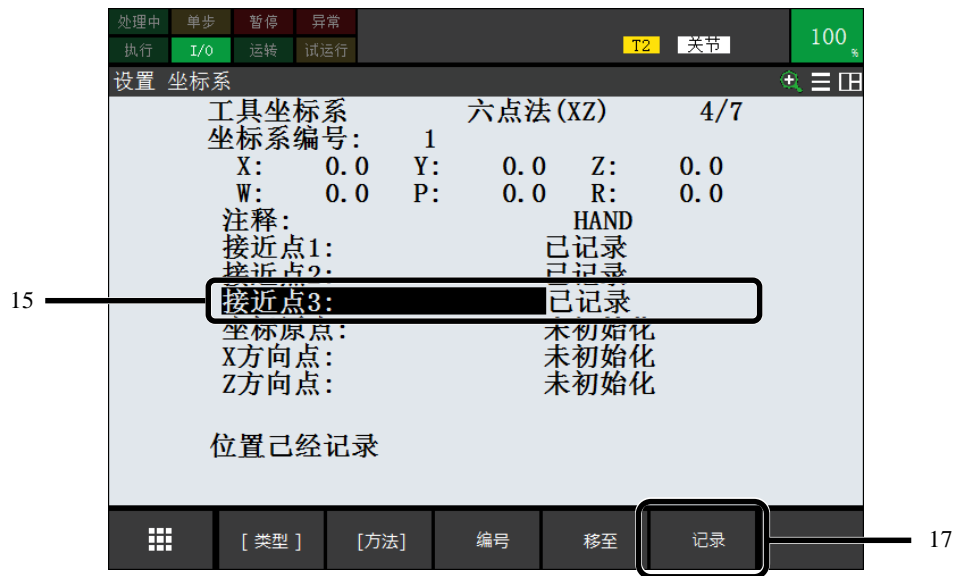 处理中 单步 暂停 异常
执行 I/O 运转 试运行 T2 关节 100 %
设置 坐标系
工具坐标系 六点法(XZ) 4/7
坐标系编号: 1
X: 0.0 Y: 0.0 Z: 0.0
W: 0.0 P: 0.0 R: 0.0
注释: HAND
接近点1: 已记录
接近点2: 已记录
15 接近点3: 已记录
坐标原点: 未初始化
X方向点: 未初始化
Z方向点: 未初始化
位置已经记录
[ 类型 ] [方法] 编号 移至 记录 17